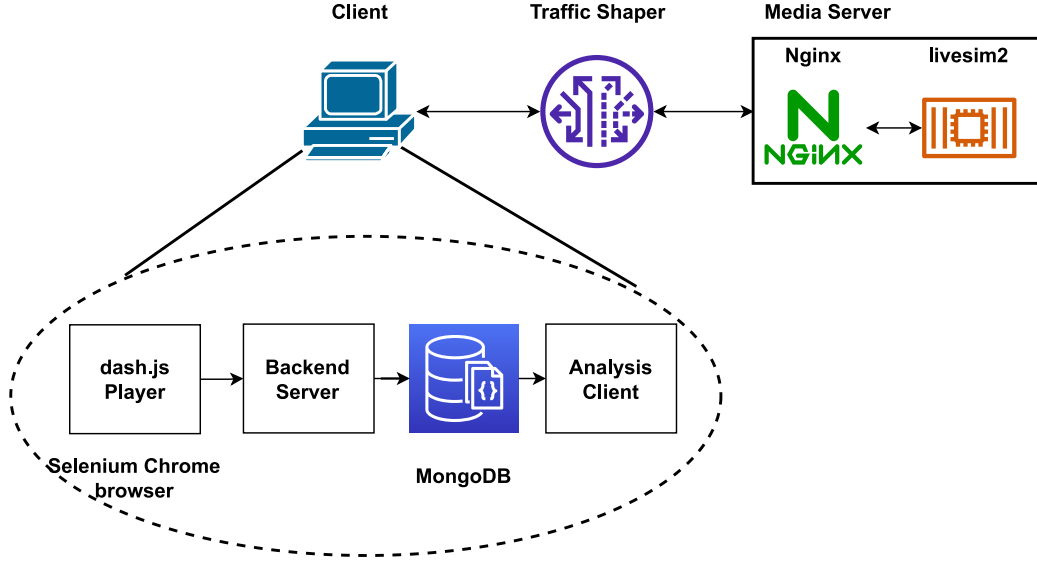 Client
Traffic Shaper
Media Server
Nginx
livesim2
N
NGiNX
dash.js
Player
Backend
Server
{}
Analysis
Client
Selenium Chrome
browser
MongoDB